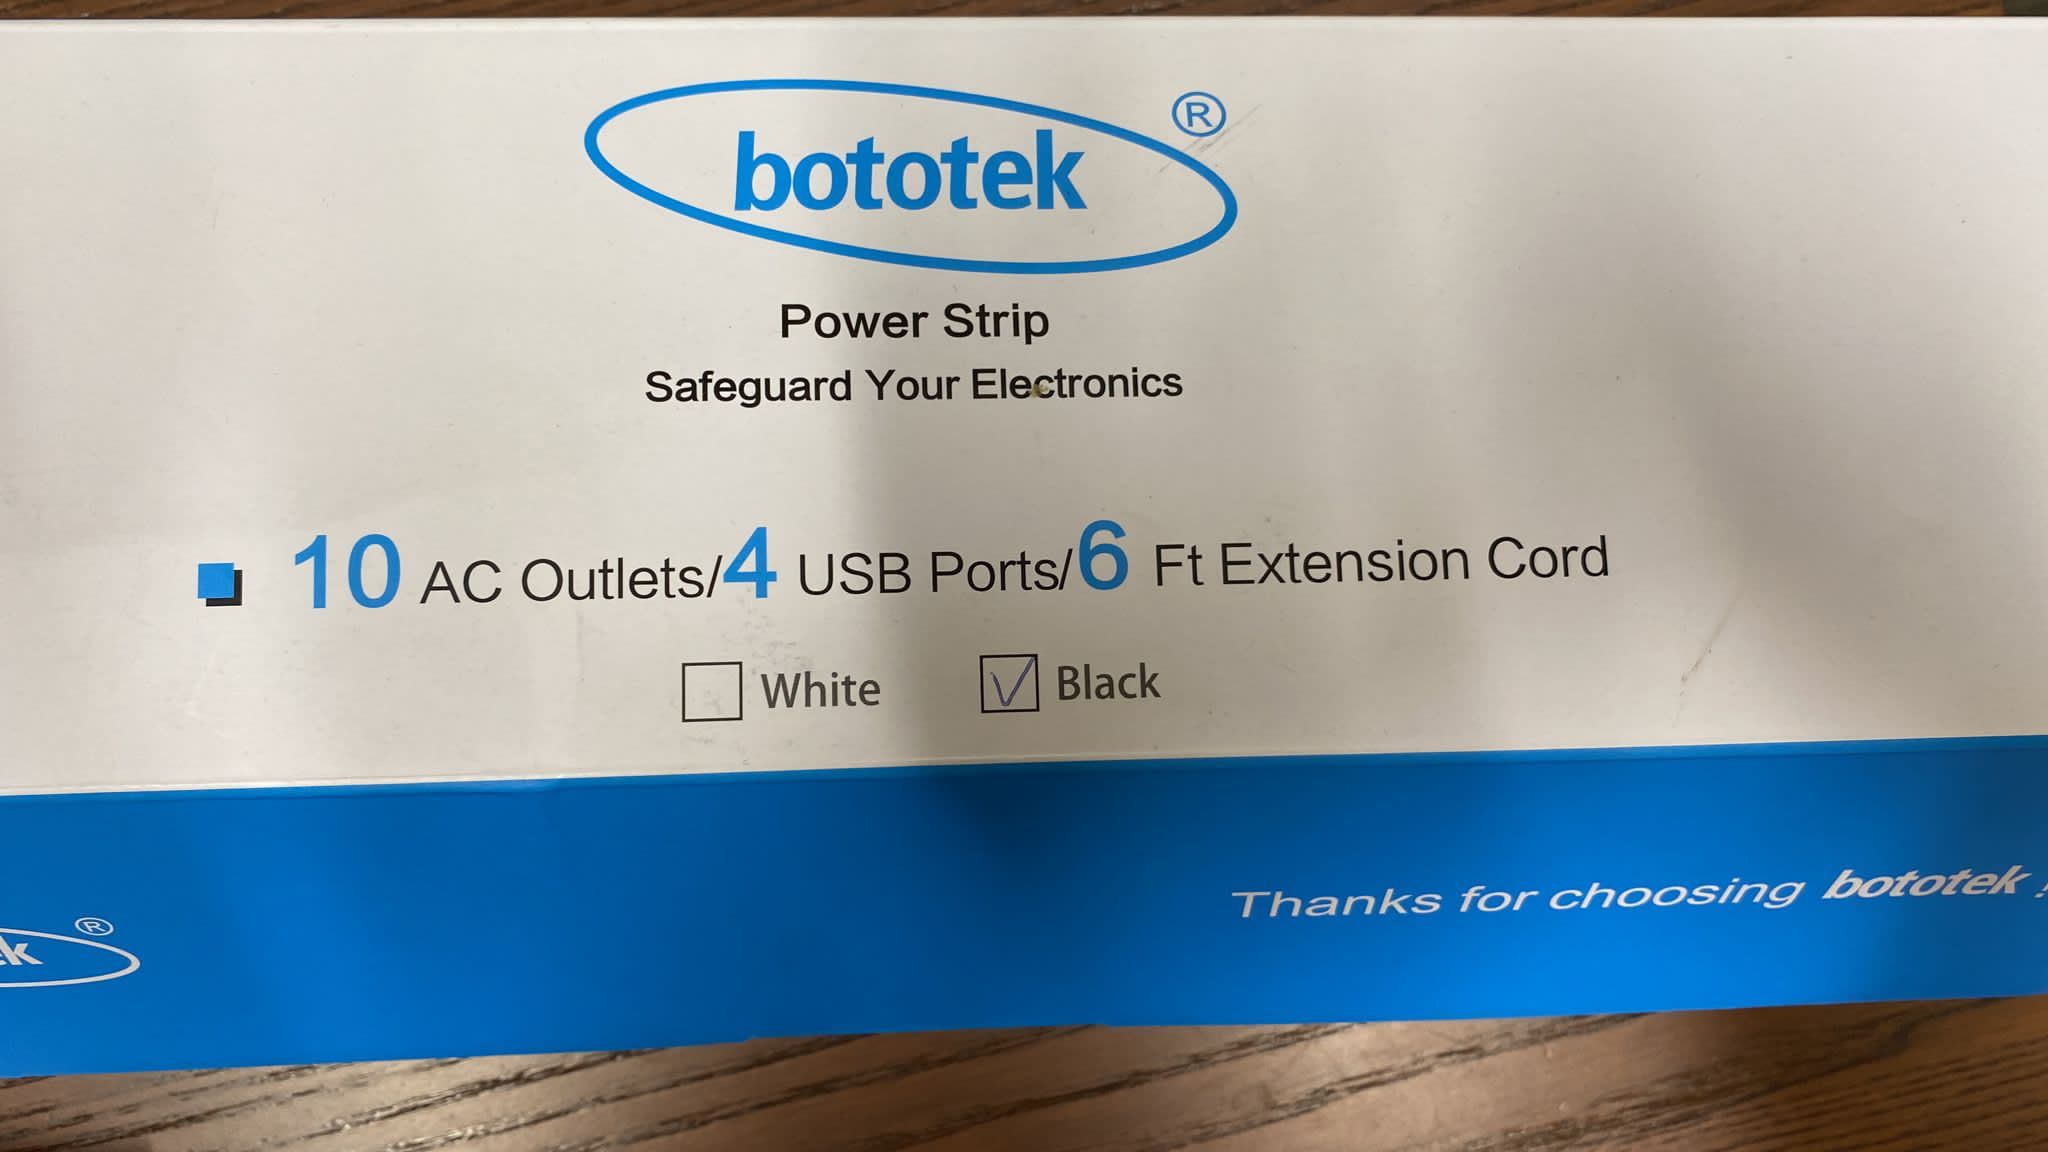 bototek ®
Power Strip
Safeguard Your Electronics
10 AC Outlets/4 USB Ports/6 Ft Extension Cord
White Black
Thanks for choosing bototek !
ek ®